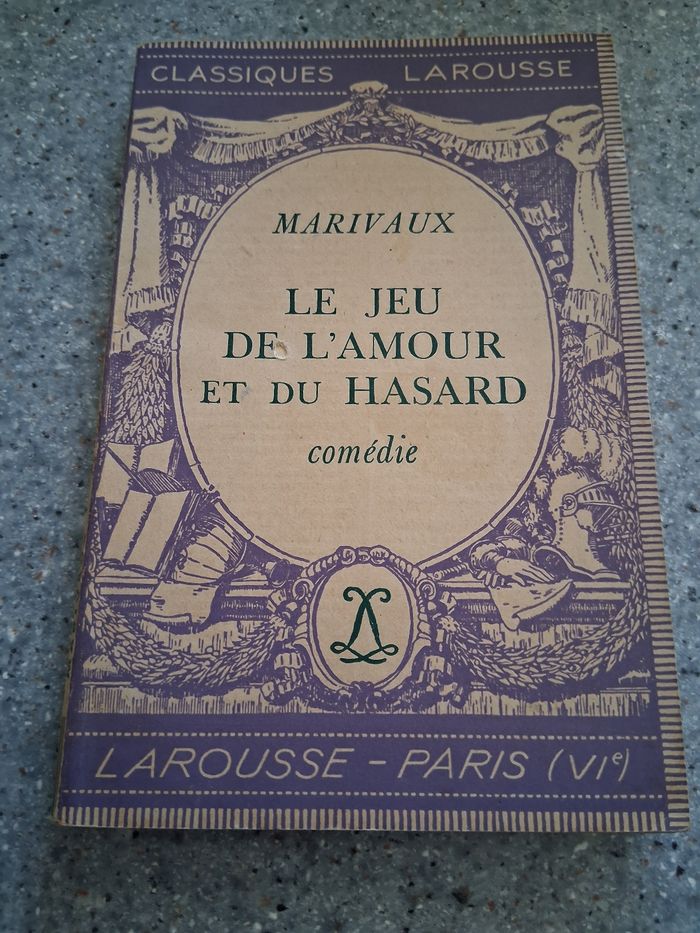 CLASSIQUES LAROUSSE
MARIVAUX
LE JEU
DE L'AMOUR
ET DU HASARD
comédie
LAROUSSE – PARIS (VIe)